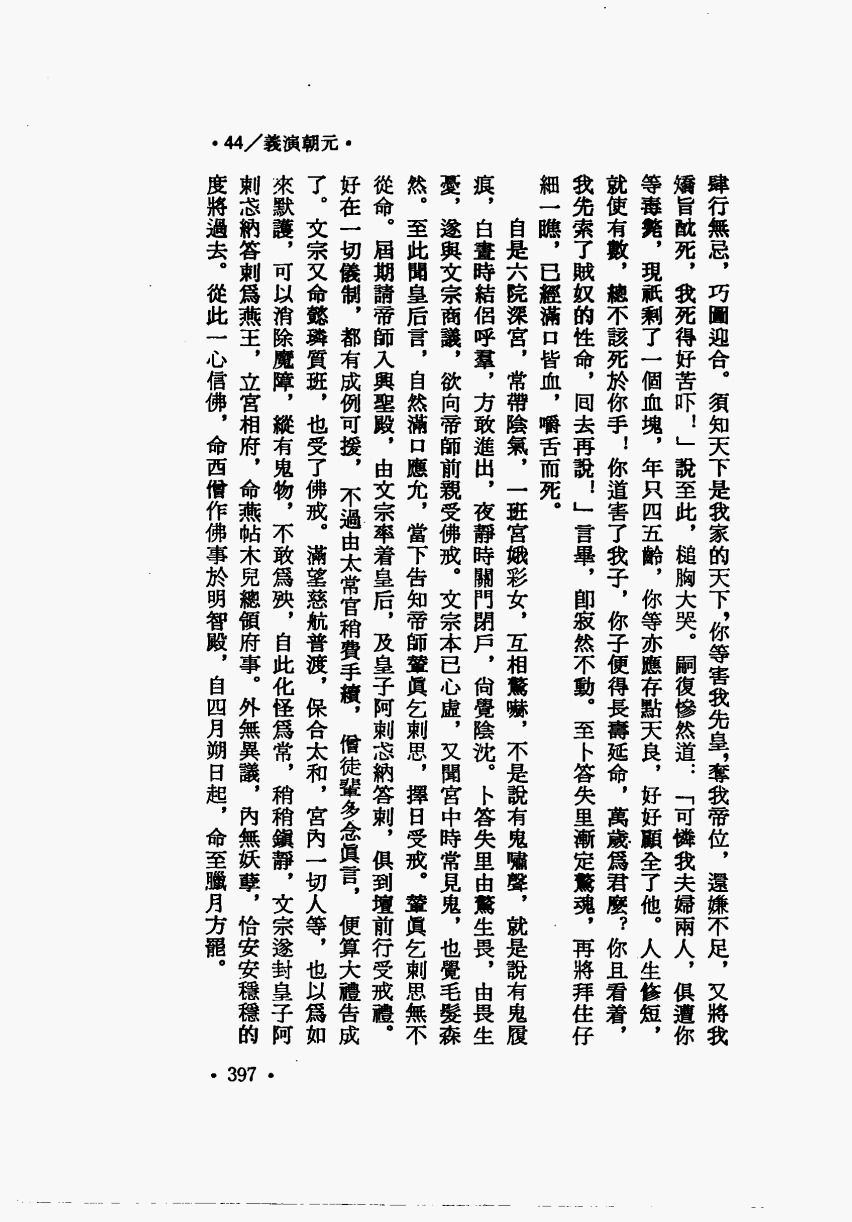 •44／義演朝元•
肆行無忌，巧圖迎合。須知天下是我家的天下，你等害我先皇，奪我帝位，還嫌不足，又將我
矯旨酖死，我死得好苦吓！」說至此，槌胸大哭。嗣復慘然道：「可憐我夫婦兩人，俱遭你
等毒斃，現祇剩了一個血塊，年只四五齡，你等亦應存點天良，好好顧全了他。人生修短，
就使有數，總不該死於你手！你道害了我子，你子便得長壽延命，萬歲爲君麼？你且看着，
我先索了賊奴的性命，囘去再說！」言畢，卽寂然不動。至卜答失里漸定驚魂，再將拜住仔
細一瞧，已經滿口皆血，嚼舌而死。
自是六院深宮，常帶陰氣，一班宮娥彩女，互相驚嚇，不是說有鬼嘯聲，就是說有鬼履
痕，白晝時結侶呼羣，方敢進出，夜靜時關門閉戶，尙覺陰沈。卜答失里由驚生畏，由畏生
憂，遂與文宗商議，欲向帝師前親受佛戒。文宗本已心虛，又聞宮中時常見鬼，也覺毛髮森
然。至此聞皇后言，自然滿口應允，當下告知帝師輦眞乞剌思，擇日受戒。輦眞乞剌思無不
從命。屆期請帝師入興聖殿，由文宗率着皇后，及皇子阿剌忒納答剌，俱到壇前行受戒禮。
好在一切儀制，都有成例可援，不過由太常官稍費手續，僧徒輩多念眞言，便算大禮告成
了。文宗又命懿璘質班，也受了佛戒。滿望慈航普渡，保合太和，宮內一切人等，也以爲如
來默護，可以消除魔障，縱有鬼物，不敢爲殃，自此化怪爲常，稍稍鎭靜，文宗遂封皇子阿
剌忒納答剌爲燕王，立宮相府，命燕帖木兒總領府事。外無異議，內無妖孽，恰安安穩穩的
度將過去。從此一心信佛，命西僧作佛事於明智殿，自四月朔日起，命至臘月方罷。
•397•